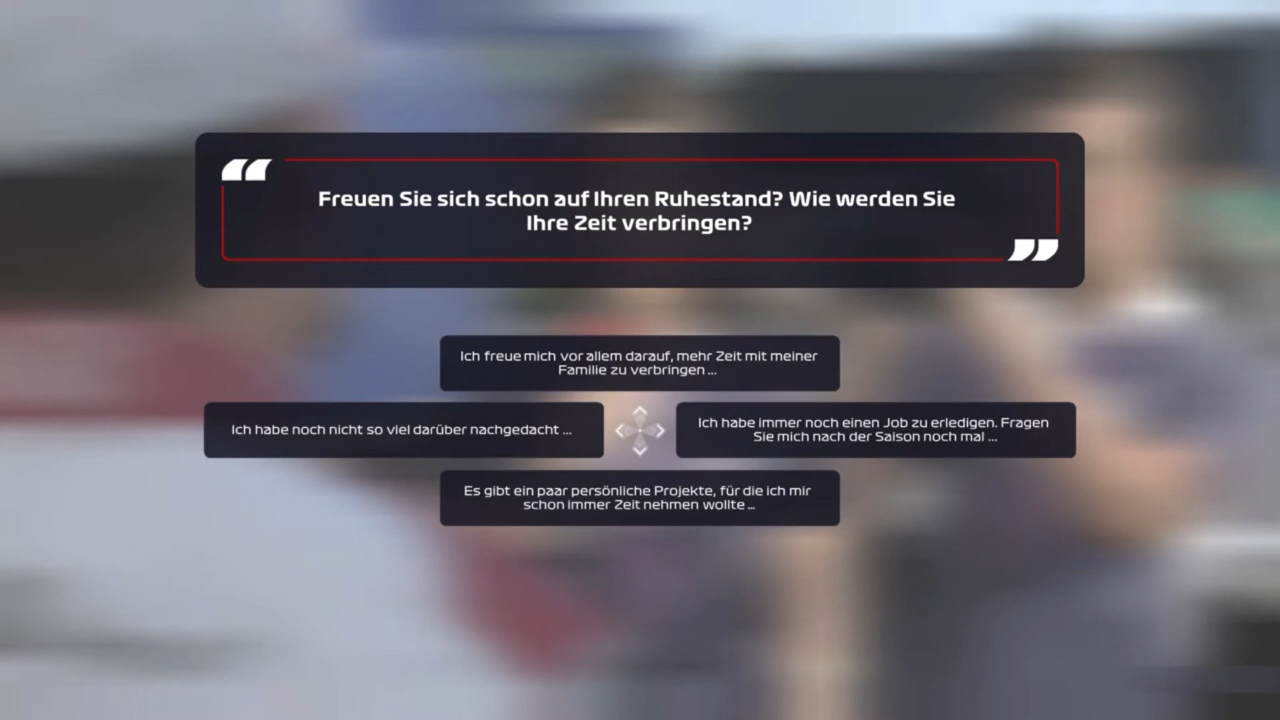 Freuen Sie sich schon auf Ihren Ruhestand? Wie werden Sie
Ihre Zeit verbringen?
Ich freue mich vor allem darauf, mehr Zeit mit meiner
Familie zu verbringen ...
Ich habe noch nicht so viel darüber nachgedacht ...
Ich habe immer noch einen Job zu erledigen. Fragen
Sie mich nach der Saison noch mal ...
Es gibt ein paar persönliche Projekte, für die ich mir
schon immer Zeit nehmen wollte ...